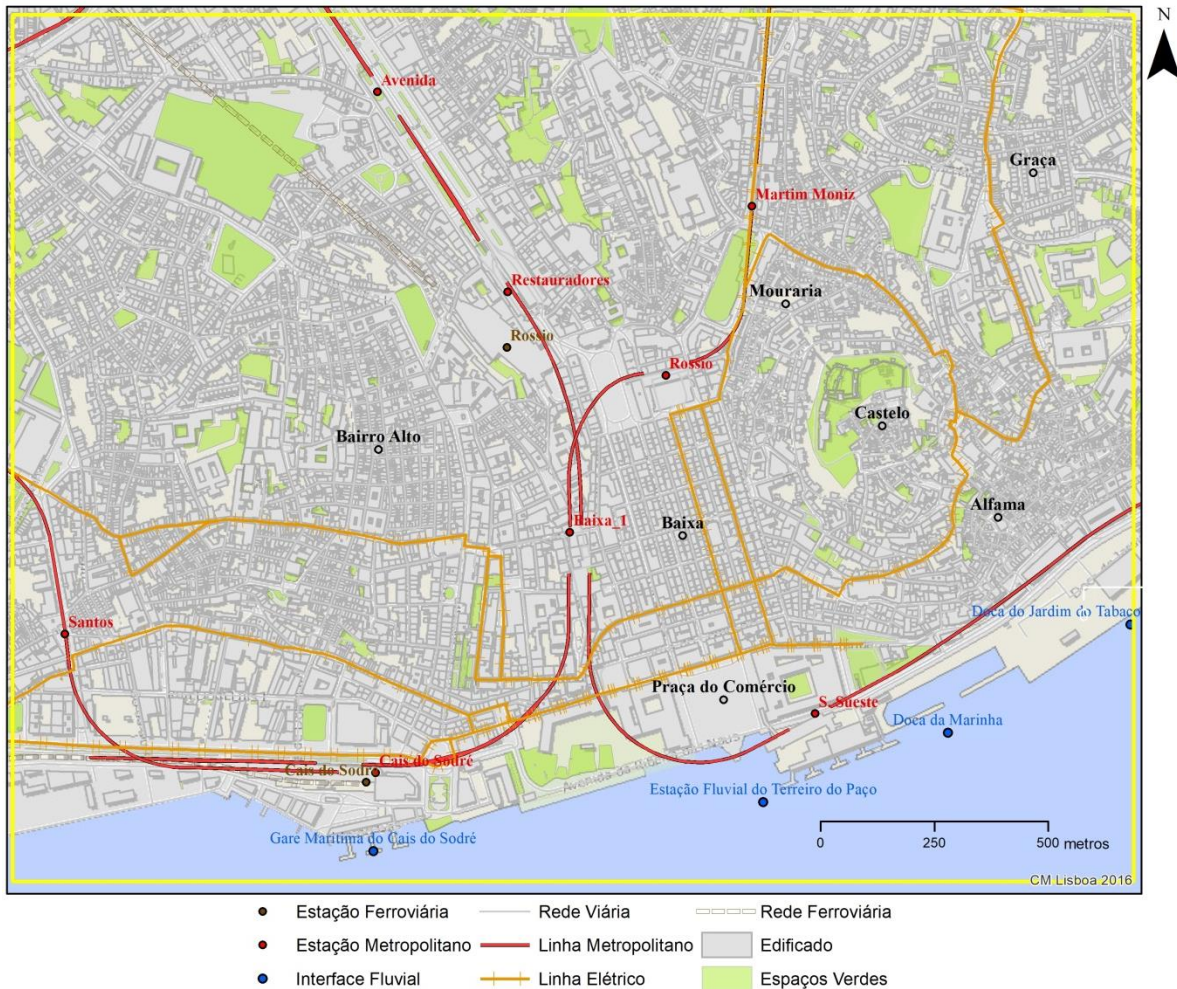 N
Avenida
Graça
Martim Moniz
Restauradores
Mouraria
Rossio
Rossio
Castelo
Bairro Alto
Alfama
Baixa_1
Baixa
Doca do Jardim do Tabaco
Santos
Praça do Comércio
S. Sueste
Doca da Marinha
Cais do Sodré
Cais do Sodré
Avenida Ribeira das Naus
Estação Fluvial do Terreiro do Paço
Gare Marítima do Cais do Sodré
0 250 500 metros
CM Lisboa 2016
Estação Ferroviária
Rede Viária
Rede Ferroviária
Estação Metropolitano
Linha Metropolitano
Edificado
Interface Fluvial
Linha Elétrico
Espaços Verdes